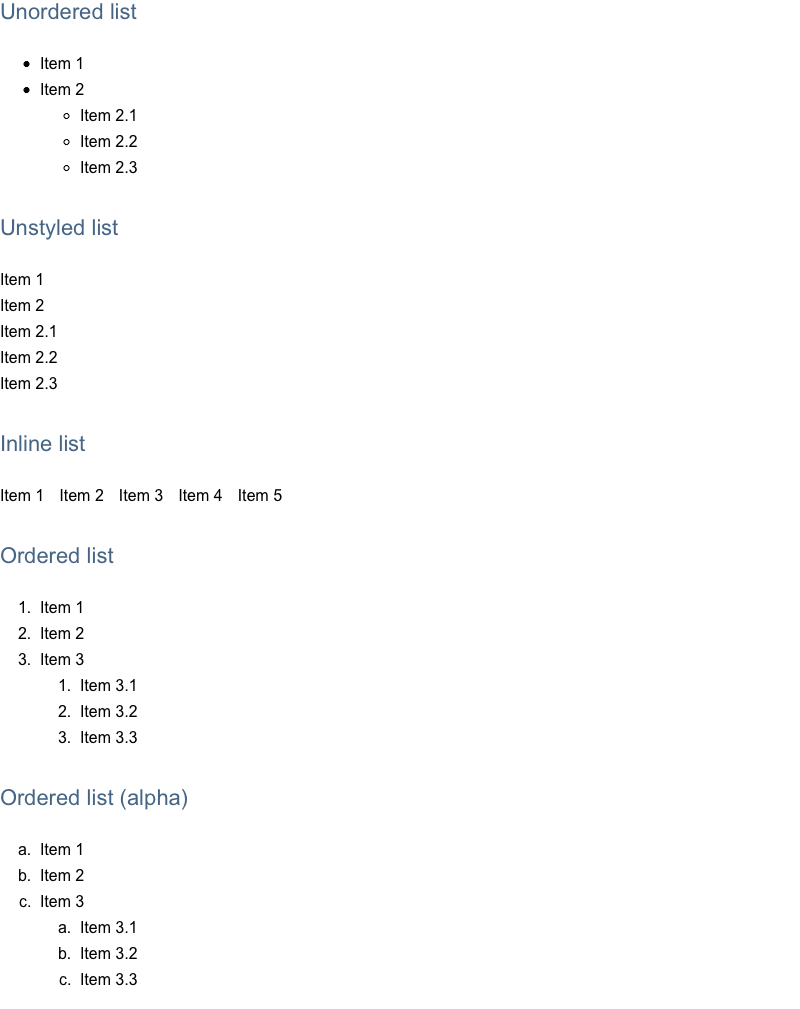 Unordered list
• Item 1
• Item 2
◦ Item 2.1
◦ Item 2.2
◦ Item 2.3
Unstyled list
Item 1
Item 2
Item 2.1
Item 2.2
Item 2.3
Inline list
Item 1 Item 2 Item 3 Item 4 Item 5
Ordered list
1. Item 1
2. Item 2
3. Item 3
1. Item 3.1
2. Item 3.2
3. Item 3.3
Ordered list (alpha)
a. Item 1
b. Item 2
c. Item 3
a. Item 3.1
b. Item 3.2
c. Item 3.3